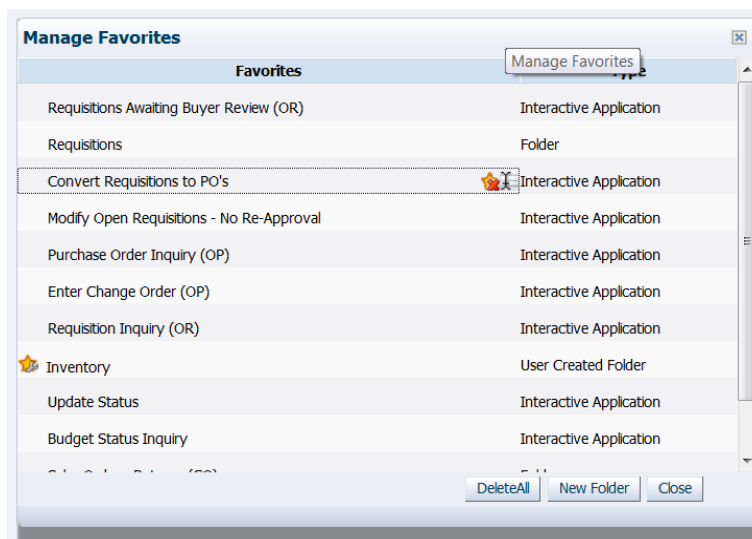 Manage Favorites
Manage Favorites
Favorites
Requisitions Awaiting Buyer Review (OR) Interactive Application
Requisitions Folder
Convert Requisitions to PO's Interactive Application
Modify Open Requisitions - No Re-Approval Interactive Application
Purchase Order Inquiry (OP) Interactive Application
Enter Change Order (OP) Interactive Application
Requisition Inquiry (OR) Interactive Application
Inventory User Created Folder
Update Status Interactive Application
Budget Status Inquiry Interactive Application
DeleteAll New Folder Close